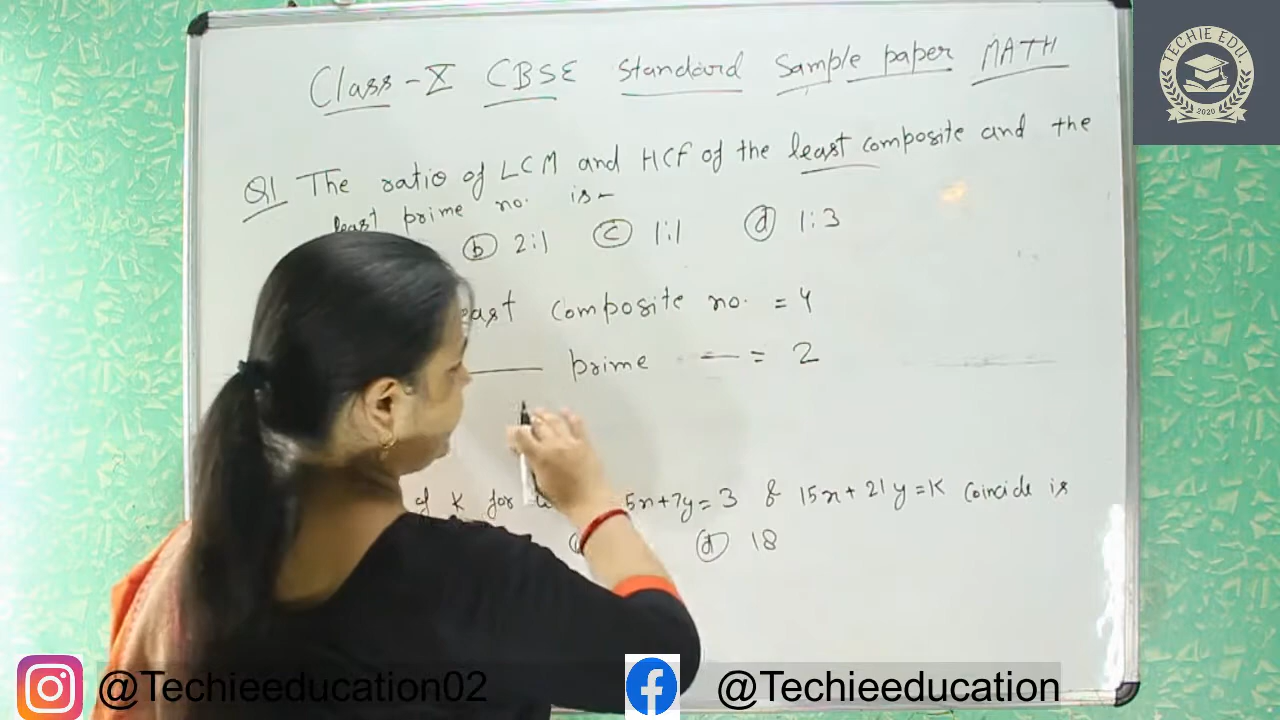 TECHIE EDU.
2020
Class-X CBSE Standard Sample paper MATH
Q1 The ratio of LCM and HCF of the least composite and the
least prime no. is-
(b) 2:1 (c) 1:1 (d) 1:3
east composite no. = 4
prime — = 2
of K for 5x+7y=3 & 15x+21y=K Coincide is
(d) 18
@Techieeducation02 @Techieeducation